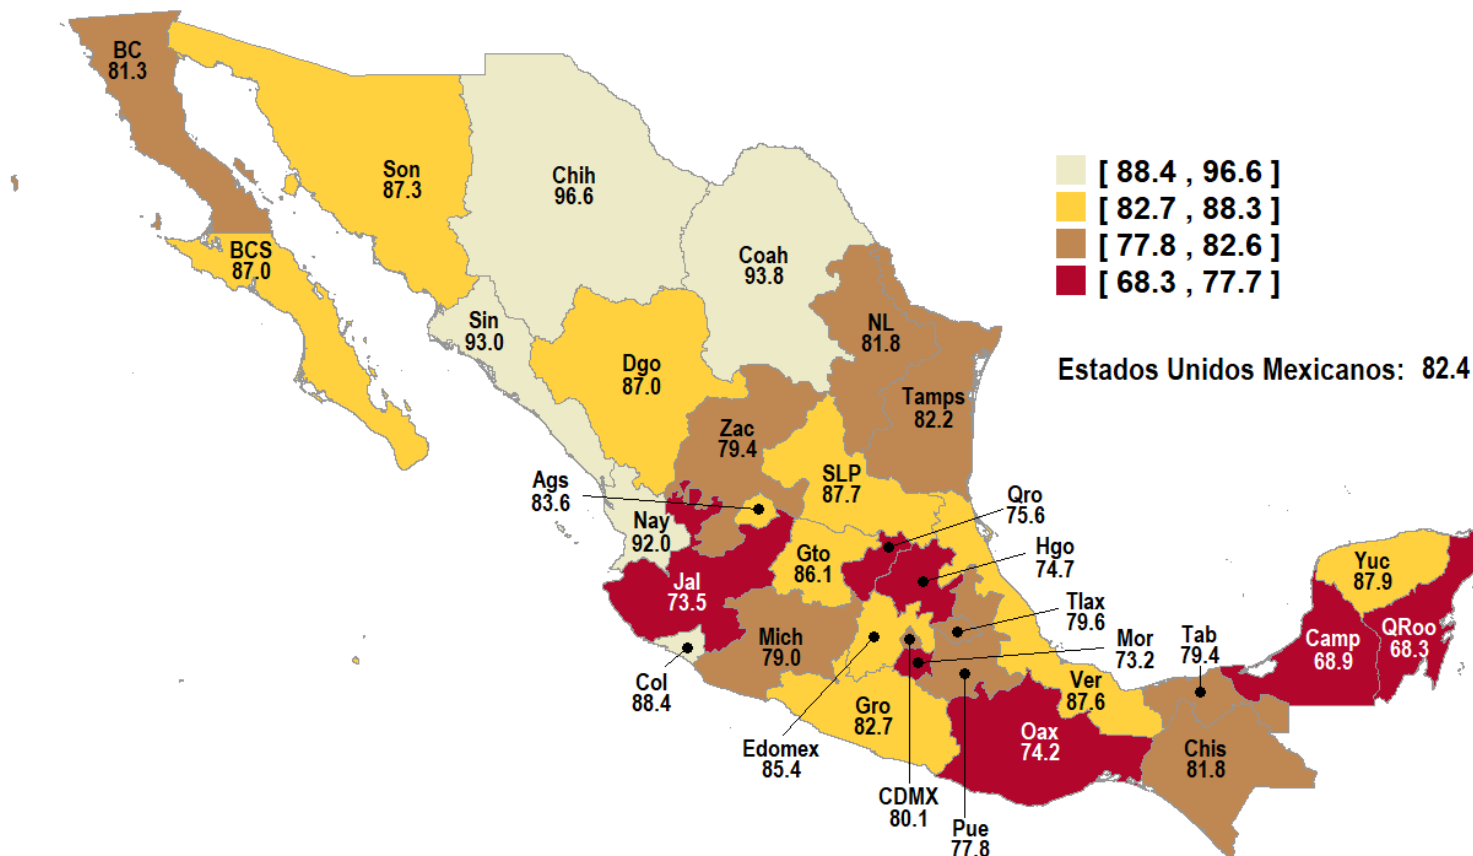 BC
81.3
Son
87.3
Chih
96.6
[ 88.4 , 96.6 ]
[ 82.7 , 88.3 ]
[ 77.8 , 82.6 ]
[ 68.3 , 77.7 ]
BCS
87.0
Coah
93.8
Sin
93.0
NL
81.8
Estados Unidos Mexicanos: 82.4
Dgo
87.0
Tamps
82.2
Zac
79.4
Ags
83.6
SLP
87.7
Qro
75.6
Nay
92.0
Gto
86.1
Hgo
74.7
Yuc
87.9
Jal
73.5
Tlax
79.6
Mich
79.0
Mor
73.2
Tab
79.4
Camp
68.9
QRoo
68.3
Col
88.4
Ver
87.6
Gro
82.7
Oax
74.2
Edomex
85.4
Chis
81.8
CDMX
80.1
Pue
77.8